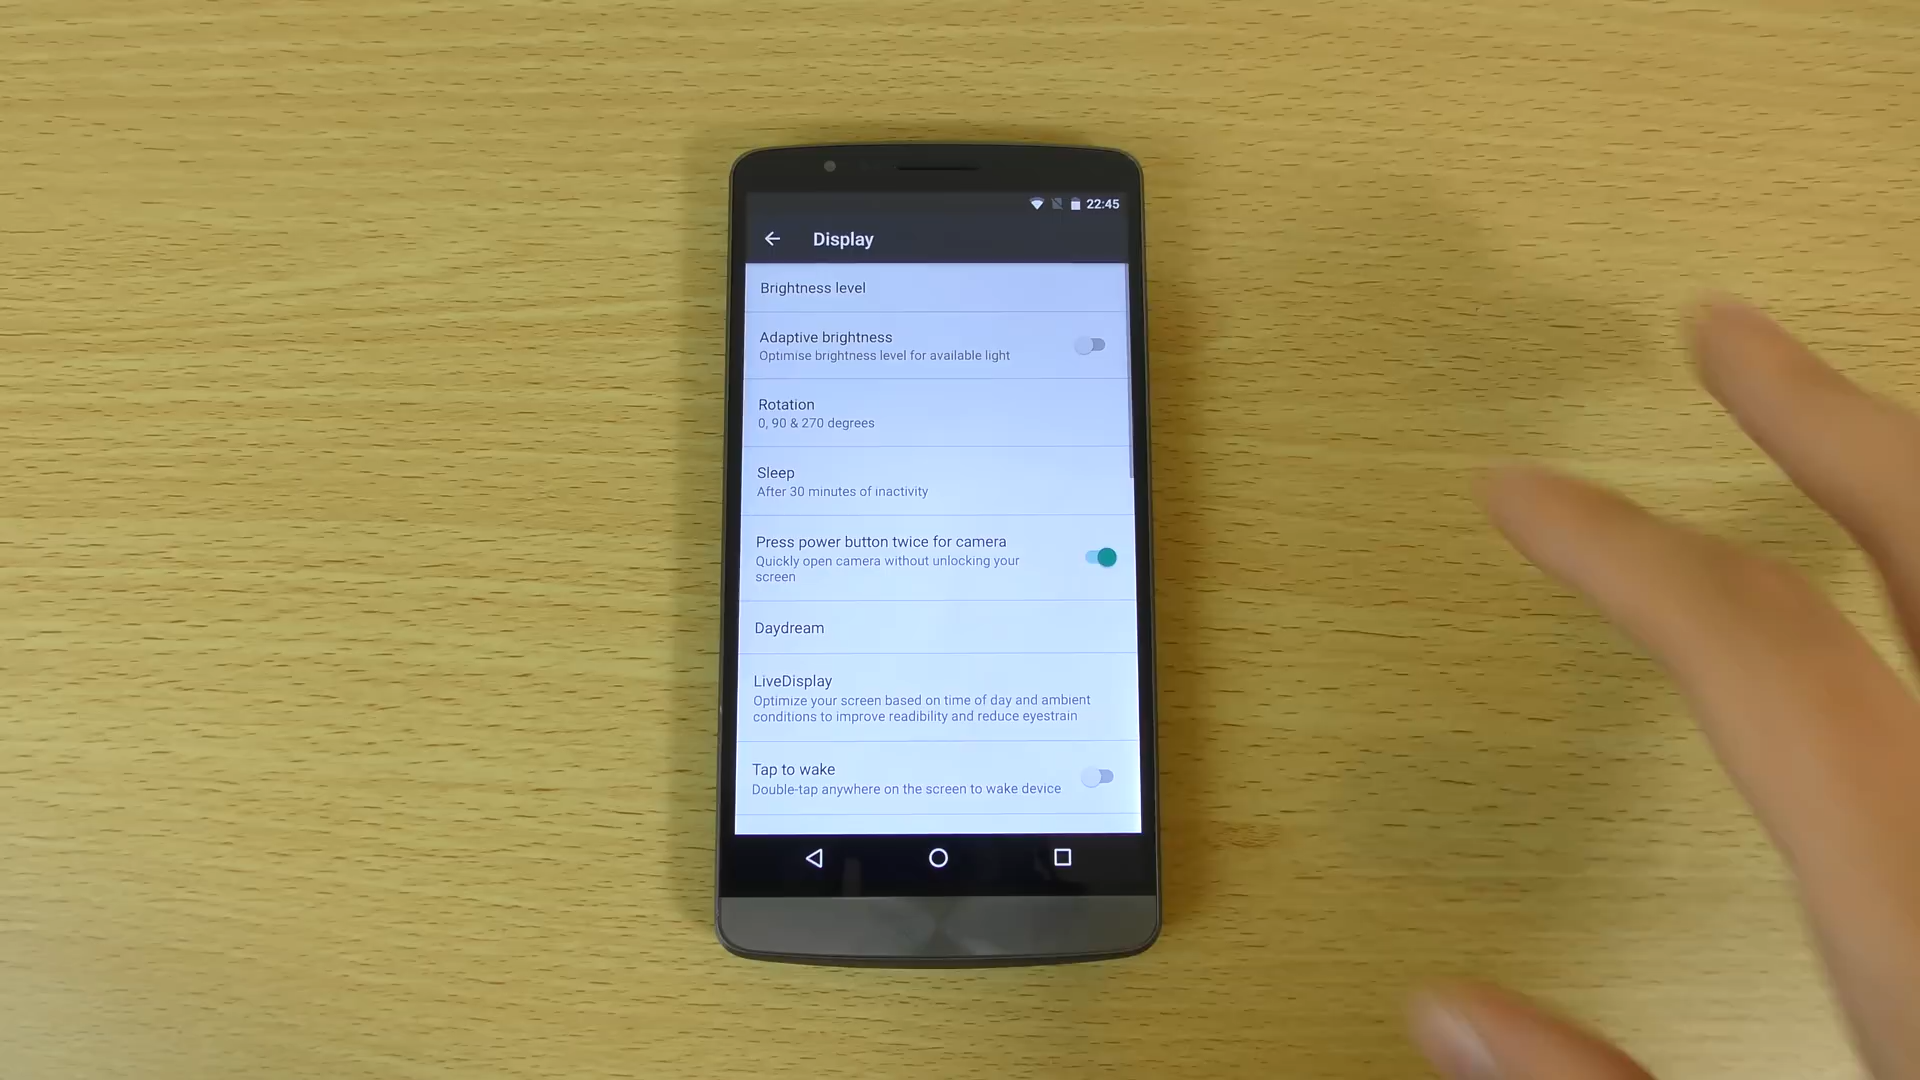 22:45
Display
Brightness level
Adaptive brightness
Optimise brightness level for available light
Rotation
0, 90 & 270 degrees
Sleep
After 30 minutes of inactivity
Press power button twice for camera
Quickly open camera without unlocking your
screen
Daydream
LiveDisplay
Optimize your screen based on time of day and ambient
conditions to improve readibility and reduce eyestrain
Tap to wake
Double-tap anywhere on the screen to wake device